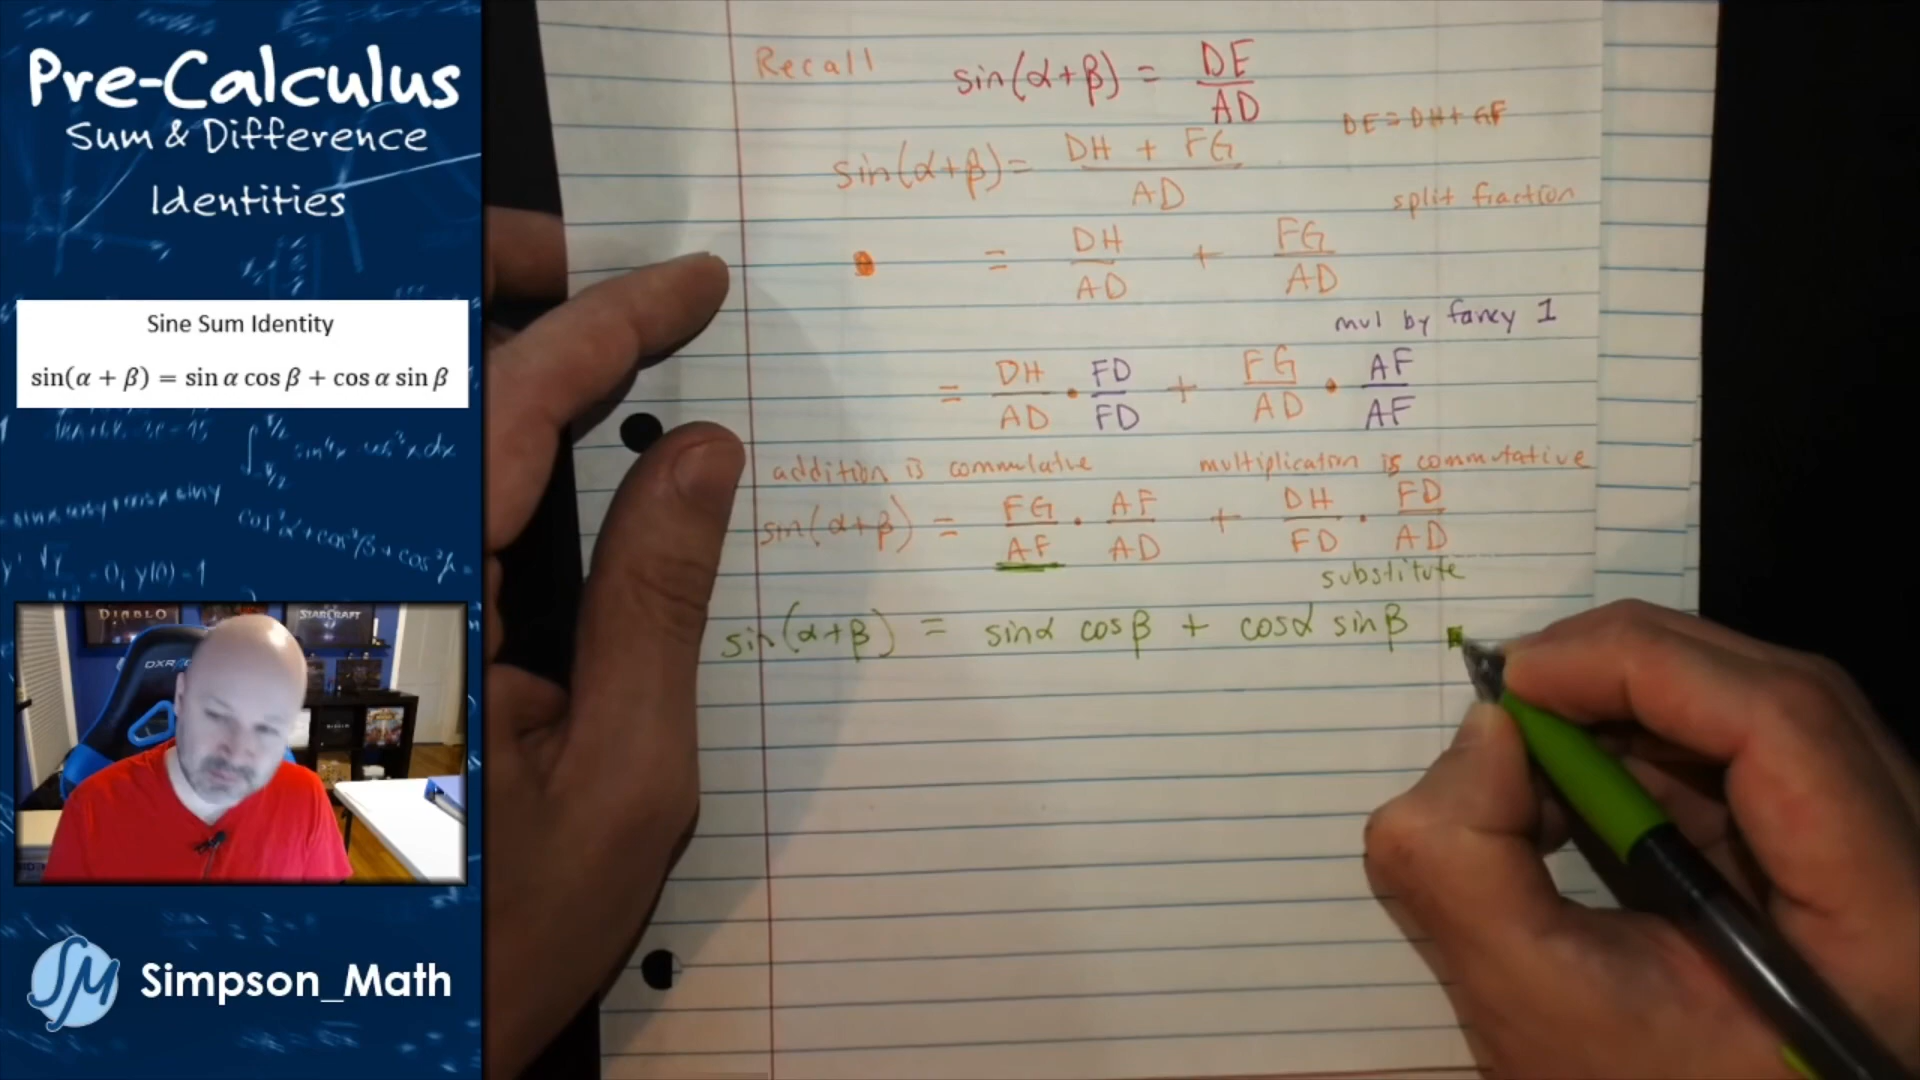 Pre-Calculus
Sum & Difference
Identities
Sine Sum Identity
sin(α + β) = sin α cos β + cos α sin β
DIABLO
STARCRAFT
DXR
Simpson_Math
Recall sin(α+β) = DE/AD
DE = DH + GF
sin(α+β) = (DH + FG)/AD
split fraction
= DH/AD + FG/AD
mul by fancy 1
= DH/AD · FD/FD + FG/AD · AF/AF
addition is commutative multiplication is commutative
sin(α+β) = FG/AF · AF/AD + DH/FD · FD/AD
substitute
sin(α+β) = sinα cosβ + cosα sinβ